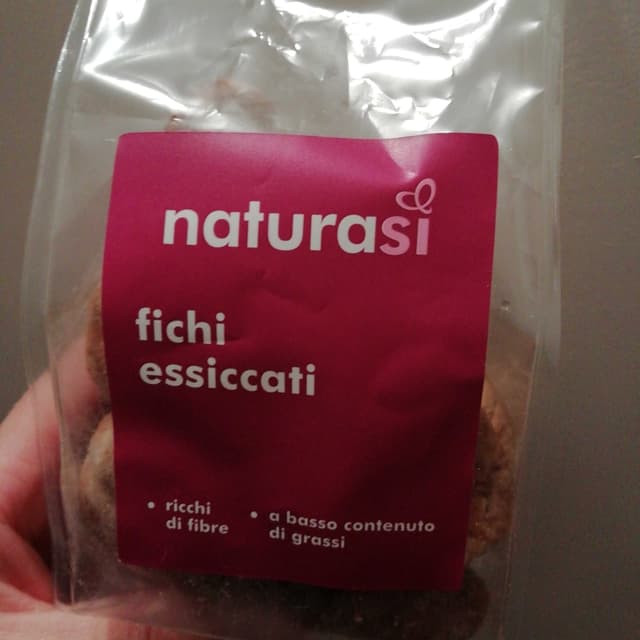 naturasì
fichi
essiccati
• ricchi
di fibre
• a basso contenuto
di grassi